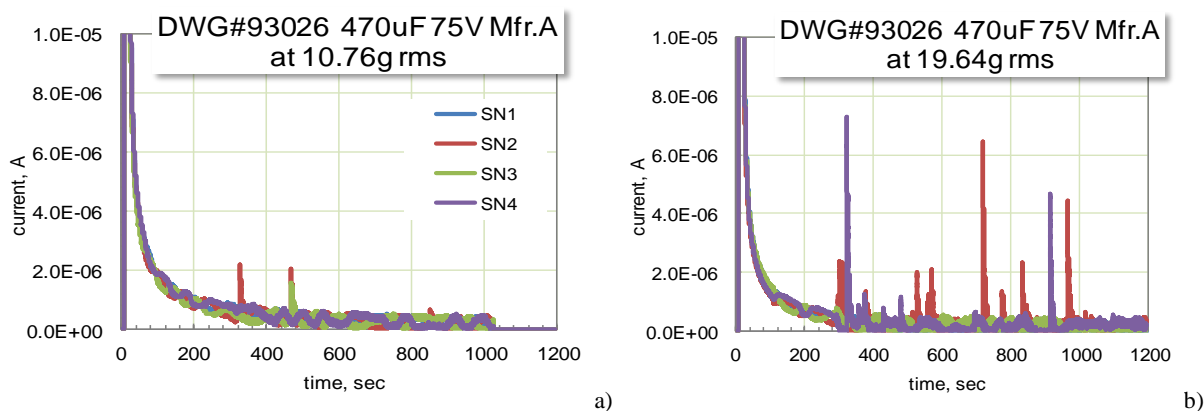 DWG#93026 470uF 75V Mfr.A
at 10.76g rms
1.0E-05
8.0E-06
6.0E-06
4.0E-06
2.0E-06
0.0E+00
current, A
SN1
SN2
SN3
SN4
0 200 400 600 800 1000 1200
time, sec
a)
DWG#93026 470uF 75V Mfr.A
at 19.64g rms
1.0E-05
8.0E-06
6.0E-06
4.0E-06
2.0E-06
0.0E+00
current, A
0 200 400 600 800 1000 1200
time, sec
b)